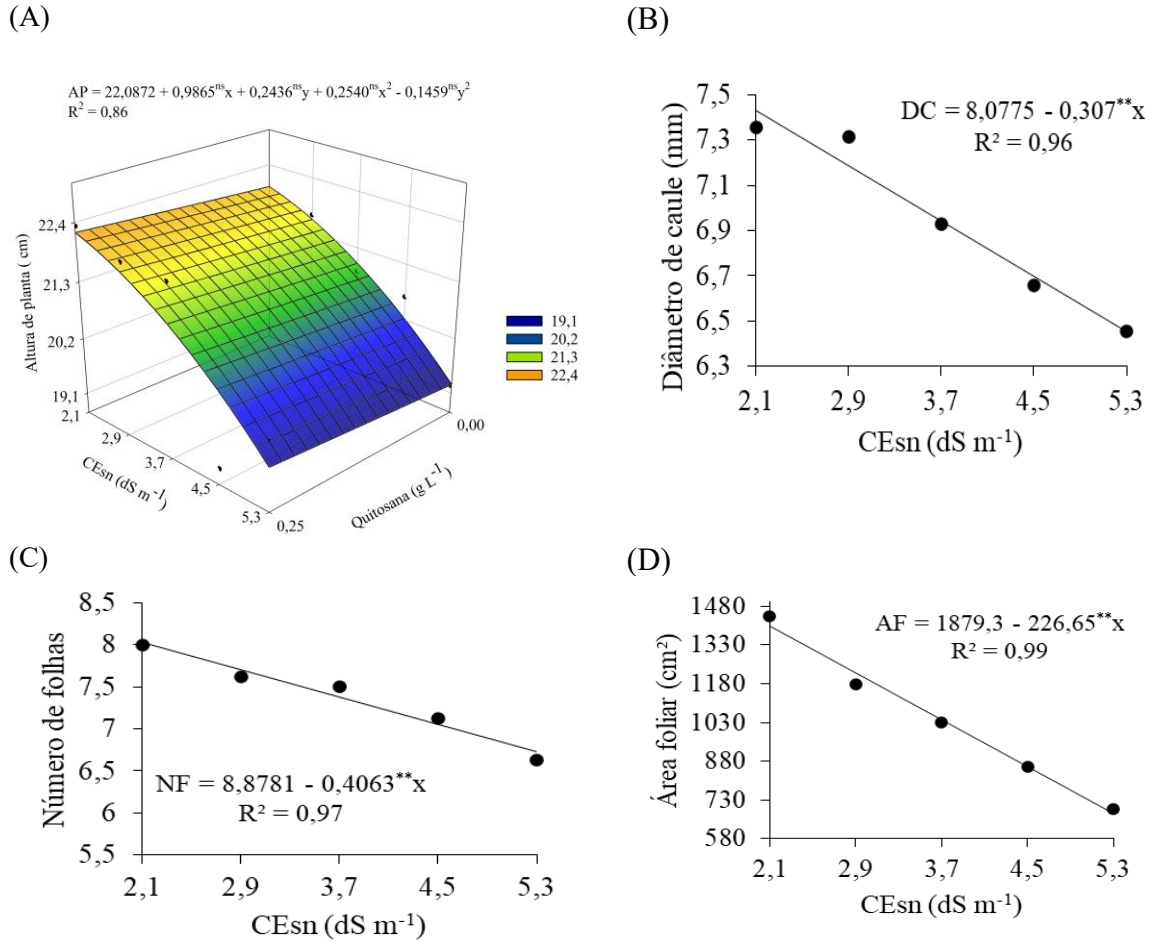 (A)
AP = 22,0872 + 0,9865ⁿˢx + 0,2436ⁿˢy + 0,2540ⁿˢx² - 0,1459ⁿˢy²
R² = 0,86
Altura de planta ( cm)
22,4
21,3
20,2
19,1
2,1
2,9
3,7
4,5
5,3
CEsn (dS m⁻¹)
0,25
0,00
Quitosana (g L⁻¹)
19,1
20,2
21,3
22,4
(B)
DC = 8,0775 - 0,307**x
R² = 0,96
Diâmetro de caule (mm)
7,5
7,3
7,1
6,9
6,7
6,5
6,3
2,1 2,9 3,7 4,5 5,3
CEsn (dS m⁻¹)
(C)
Número de folhas
8,5
8
7,5
7
6,5
6
5,5
NF = 8,8781 - 0,4063**x
R² = 0,97
2,1 2,9 3,7 4,5 5,3
CEsn (dS m⁻¹)
(D)
AF = 1879,3 - 226,65**x
R² = 0,99
Área foliar (cm²)
1480
1330
1180
1030
880
730
580
2,1 2,9 3,7 4,5 5,3
CEsn (dS m⁻¹)